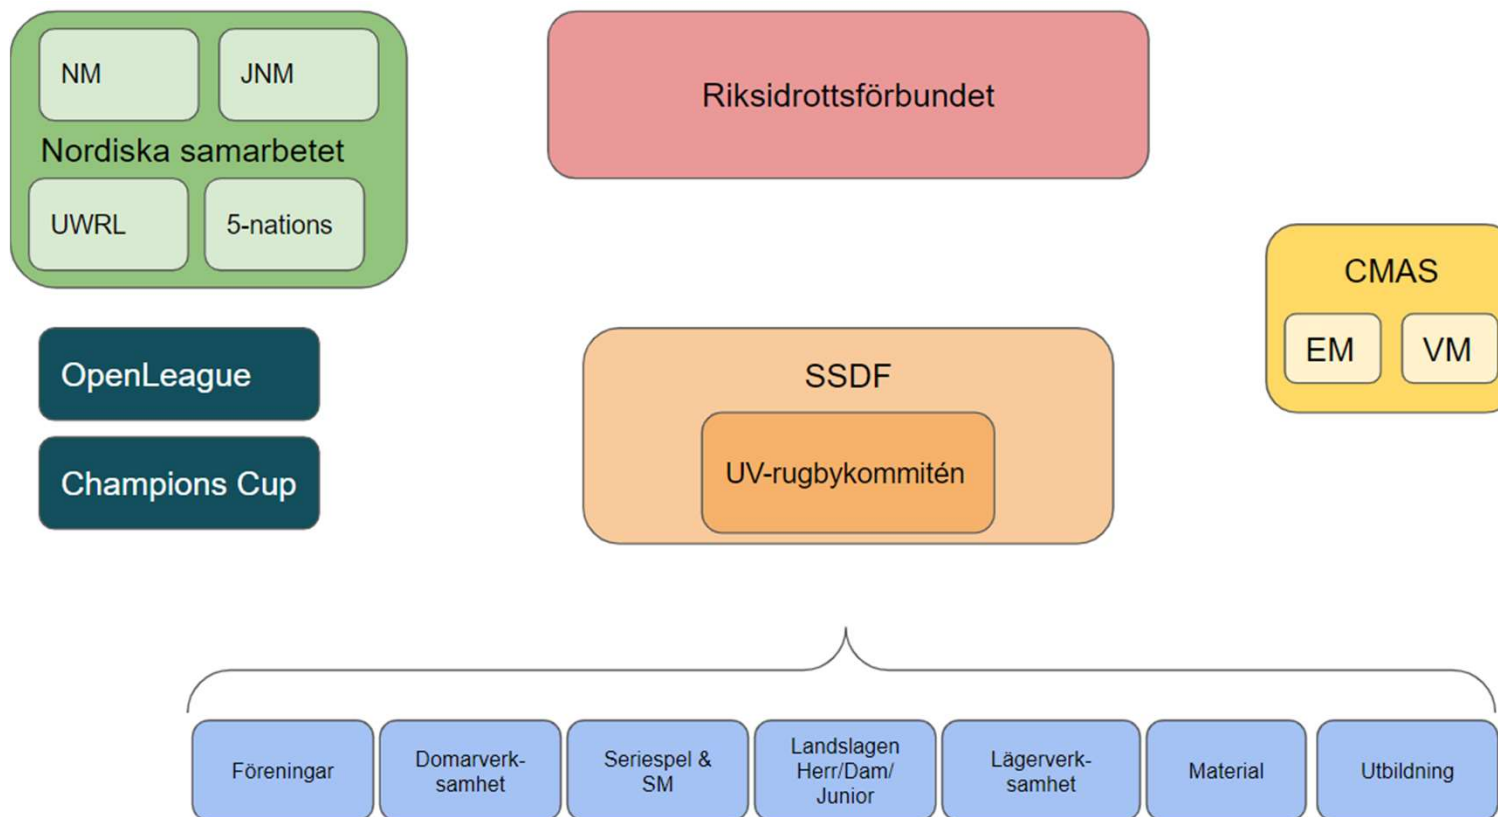 NM
JNM
Nordiska samarbetet
UWRL
5-nations
Riksidrottsförbundet
CMAS
EM
VM
OpenLeague
Champions Cup
SSDF
UV-rugbykommitén
Föreningar
Domarverk-
samhet
Seriespel &
SM
Landslagen
Herr/Dam/
Junior
Lägerverk-
samhet
Material
Utbildning